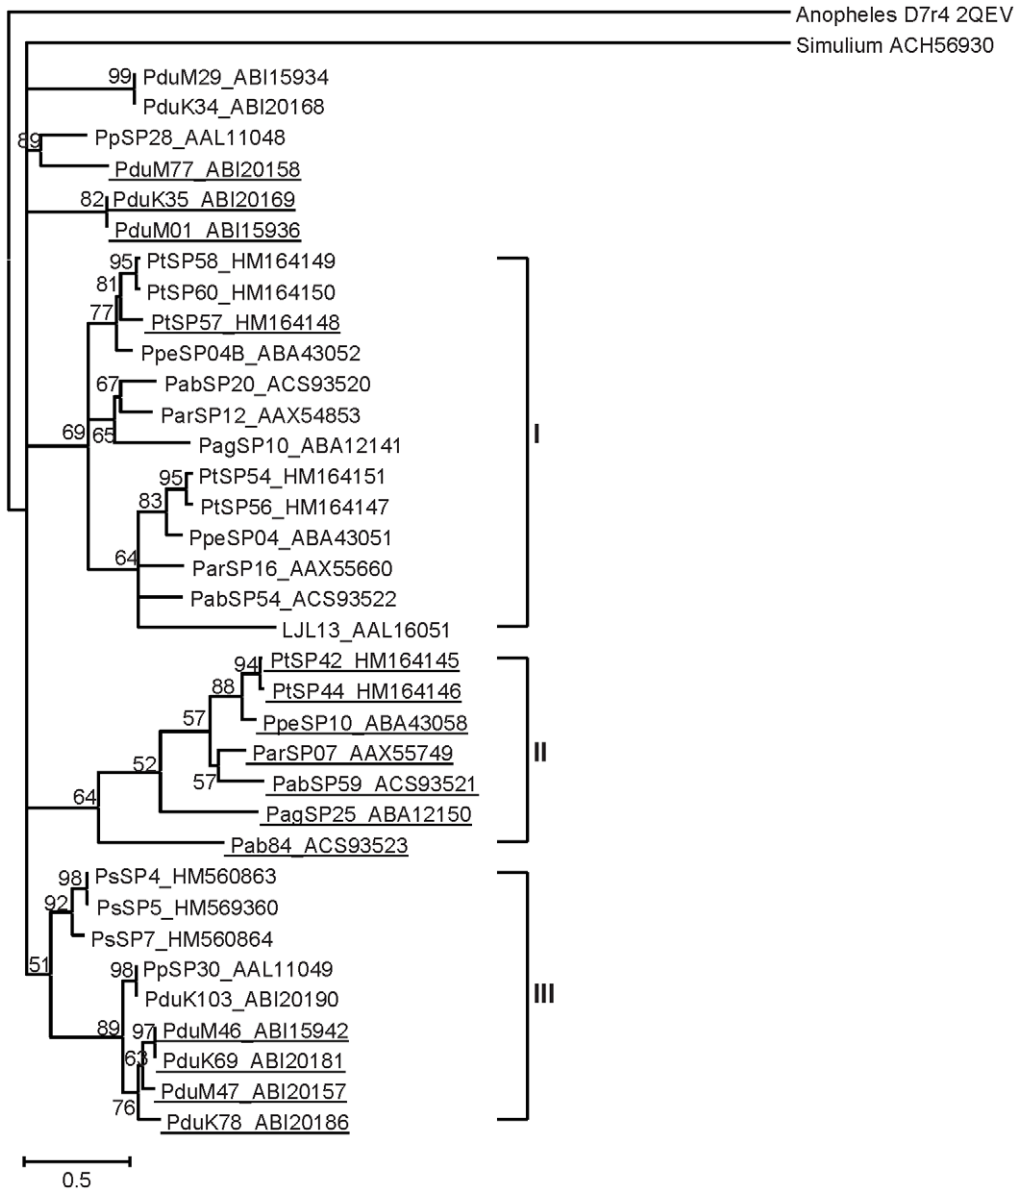 Anopheles D7r4 2QEV
Simulium ACH56930
99 PduM29_ABI15934
PduK34_ABI20168
89 PpSP28_AAL11048
PduM77_ABI20158
82 PduK35_ABI20169
PduM01_ABI15936
95 PtSP58_HM164149
81
PtSP60_HM164150
77 PtSP57_HM164148
PpeSP04B_ABA43052
67 PabSP20_ACS93520
ParSP12_AAX54853
69 65 PagSP10_ABA12141 I
95 PtSP54_HM164151
83 PtSP56_HM164147
PpeSP04_ABA43051
64 ParSP16_AAX55660
PabSP54_ACS93522
LJL13_AAL16051
94 PtSP42_HM164145
88 PtSP44_HM164146
57 PpeSP10_ABA43058
52 ParSP07_AAX55749 II
57 PabSP59_ACS93521
64 PagSP25_ABA12150
Pab84_ACS93523
98 PsSP4_HM560863
92 PsSP5_HM569360
PsSP7_HM560864
51 98 PpSP30_AAL11049
PduK103_ABI20190 III
89 97 PduM46_ABI15942
63 PduK69_ABI20181
PduM47_ABI20157
76 PduK78_ABI20186
0.5